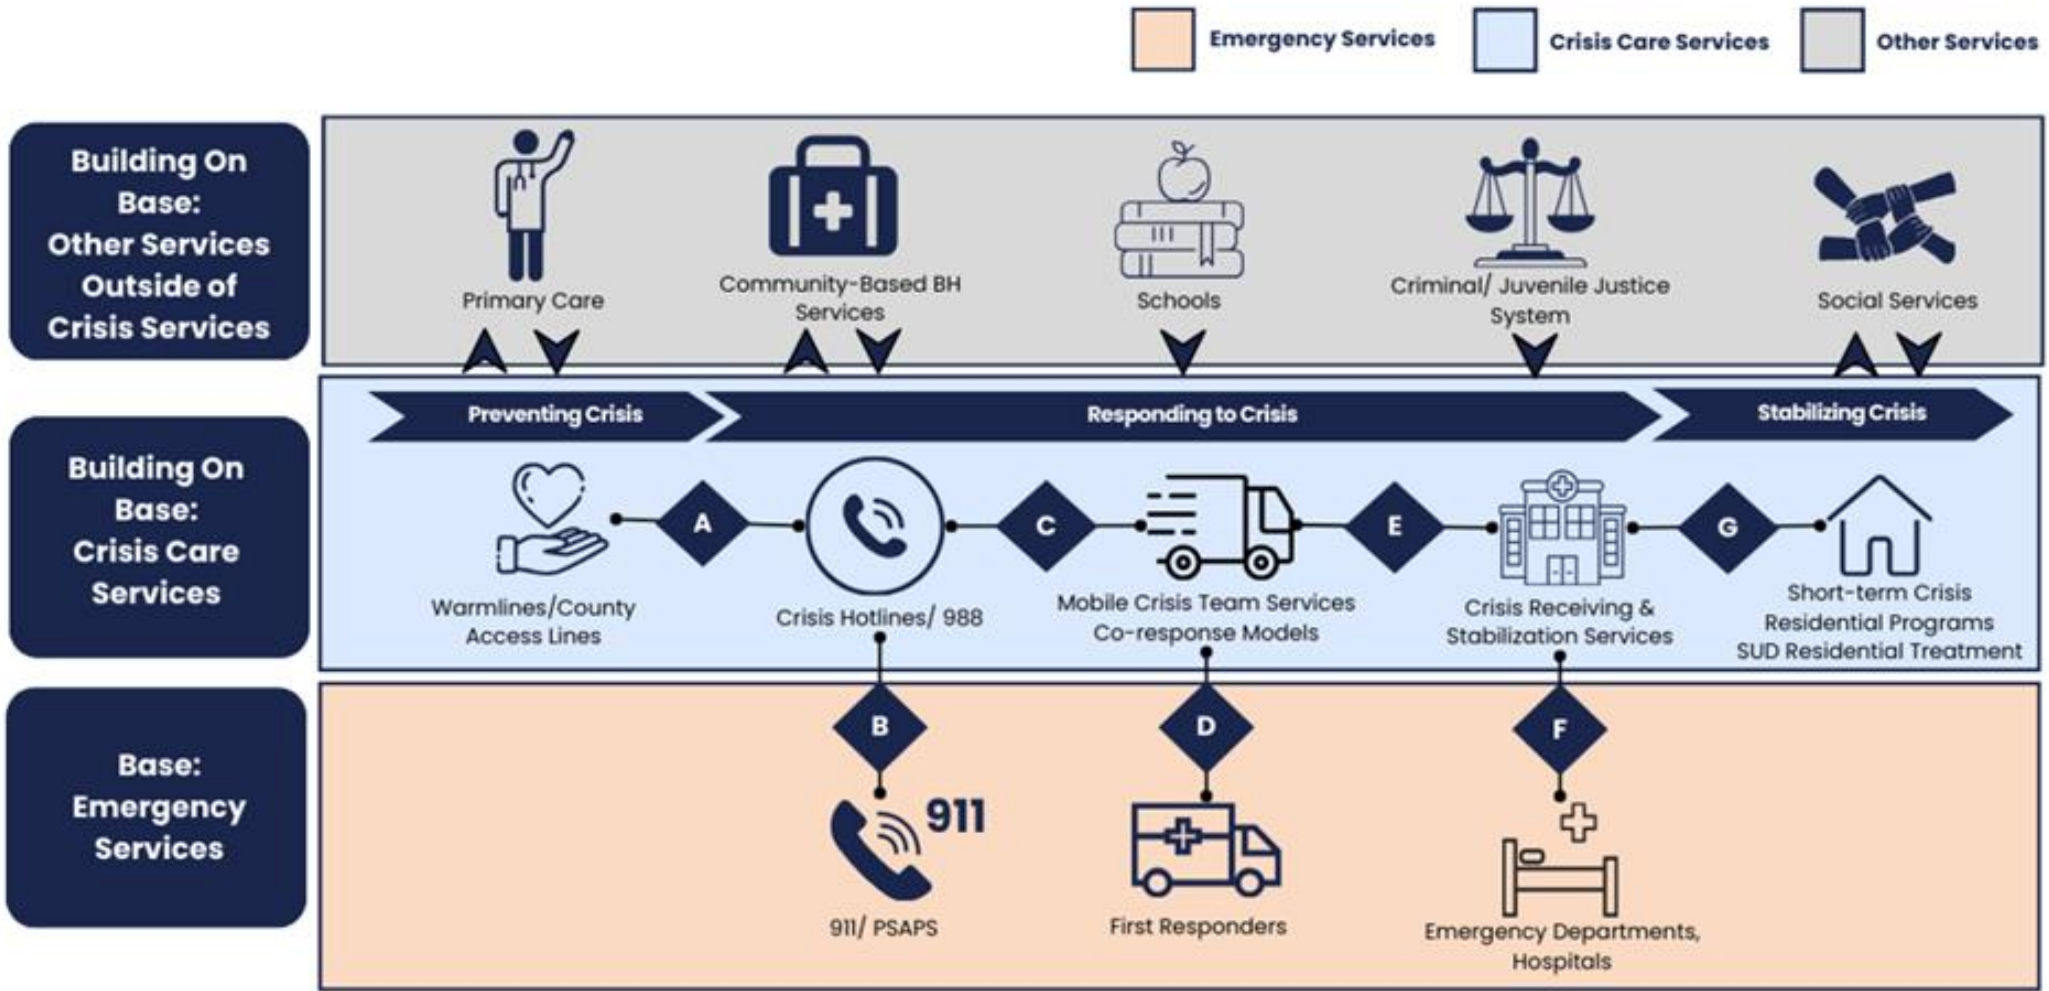 Emergency Services
Crisis Care Services
Other Services
Building On
Base:
Other Services
Outside of
Crisis Services
Primary Care
Community-Based BH
Services
Schools
Criminal/ Juvenile Justice
System
Social Services
Building On
Base:
Crisis Care
Services
Preventing Crisis
Responding to Crisis
Stabilizing Crisis
A
C
E
G
Warmlines/County
Access Lines
Crisis Hotlines/ 988
Mobile Crisis Team Services
Co-response Models
Crisis Receiving &
Stabilization Services
Short-term Crisis
Residential Programs
SUD Residential Treatment
Base:
Emergency
Services
B
D
F
911
911/ PSAPS
First Responders
Emergency Departments,
Hospitals